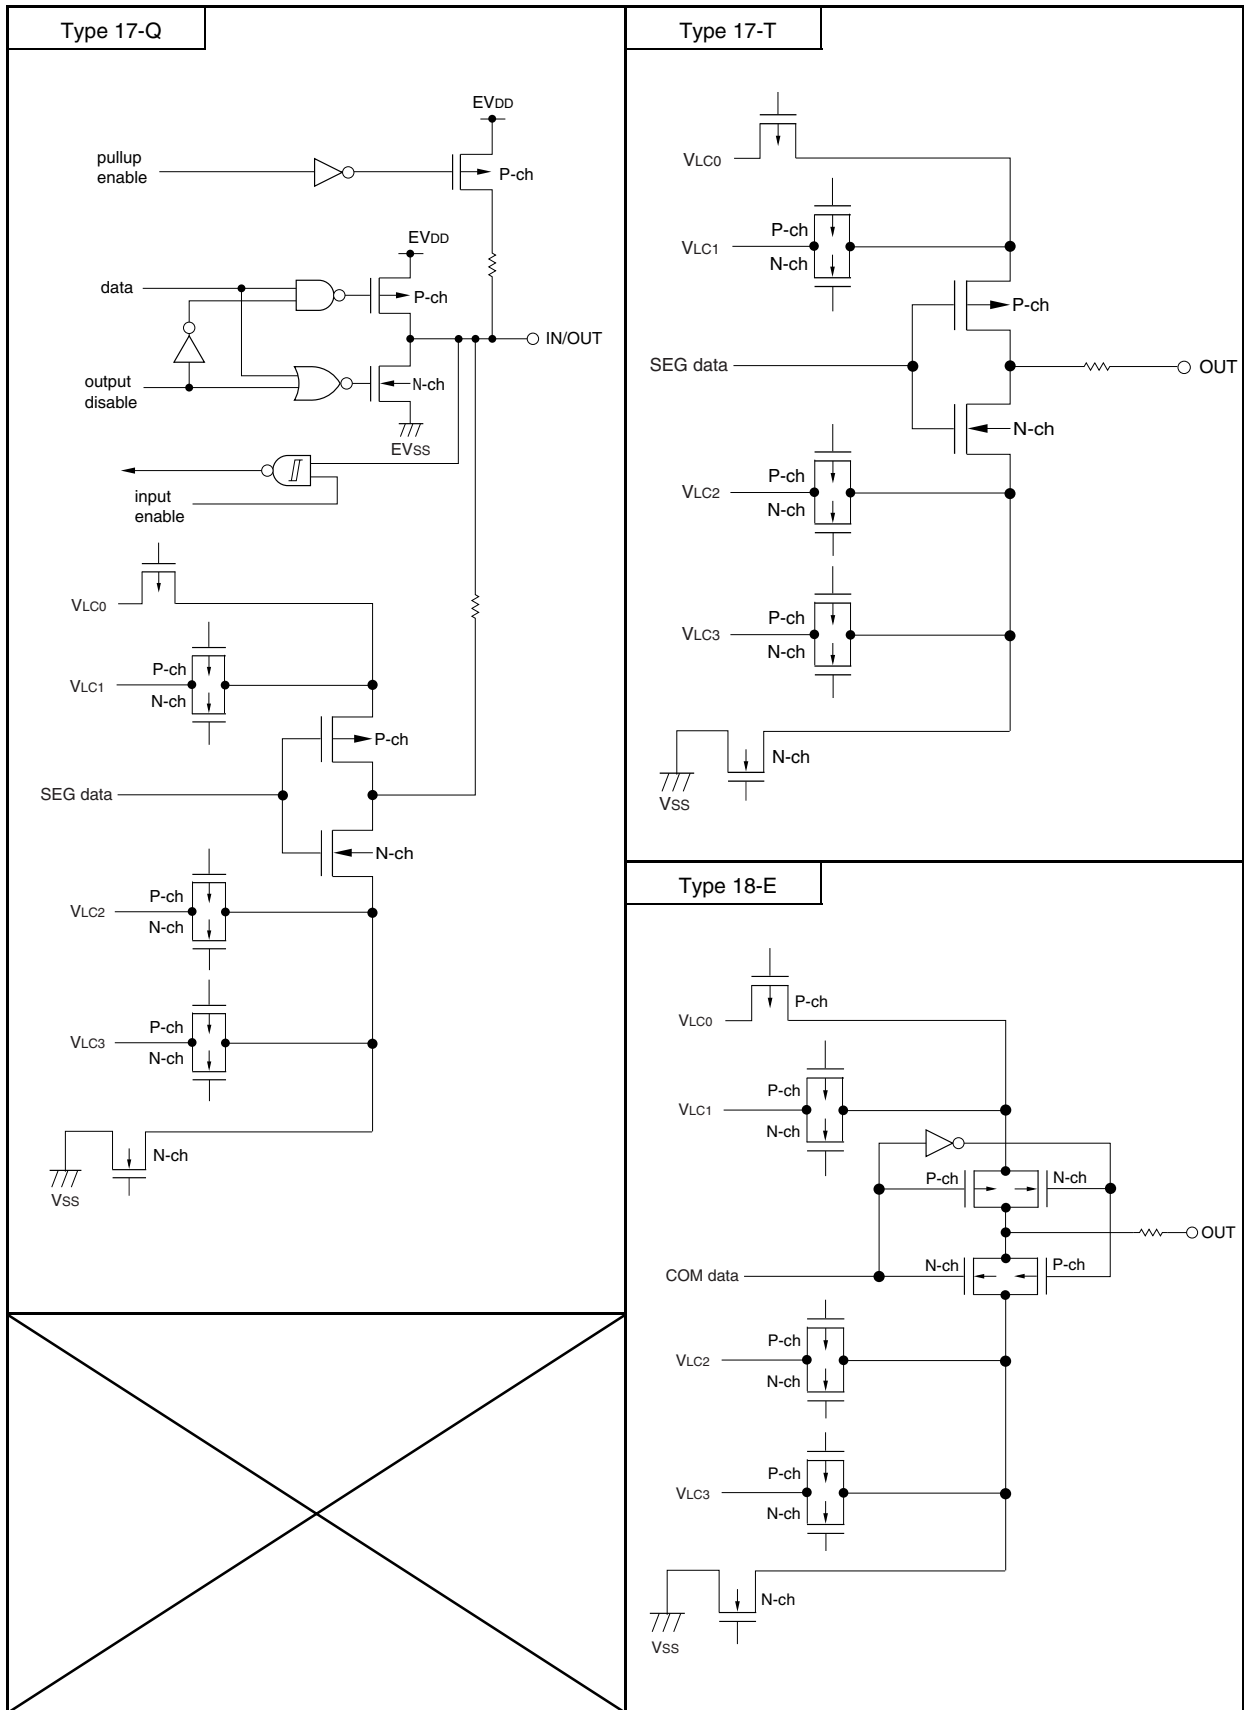 Type 17-Q
EVDD
pullup
enable
P-ch
EVDD
data
P-ch
IN/OUT
output
disable
N-ch
EVSS
input
enable
VLC0
P-ch
VLC1
N-ch
P-ch
SEG data
N-ch
P-ch
VLC2
N-ch
P-ch
VLC3
N-ch
N-ch
VSS
Type 17-T
VLC0
P-ch
VLC1
N-ch
P-ch
SEG data
OUT
N-ch
P-ch
VLC2
N-ch
P-ch
VLC3
N-ch
N-ch
VSS
Type 18-E
P-ch
VLC0
P-ch
VLC1
N-ch
P-ch
N-ch
OUT
N-ch
P-ch
COM data
P-ch
VLC2
N-ch
P-ch
VLC3
N-ch
N-ch
VSS